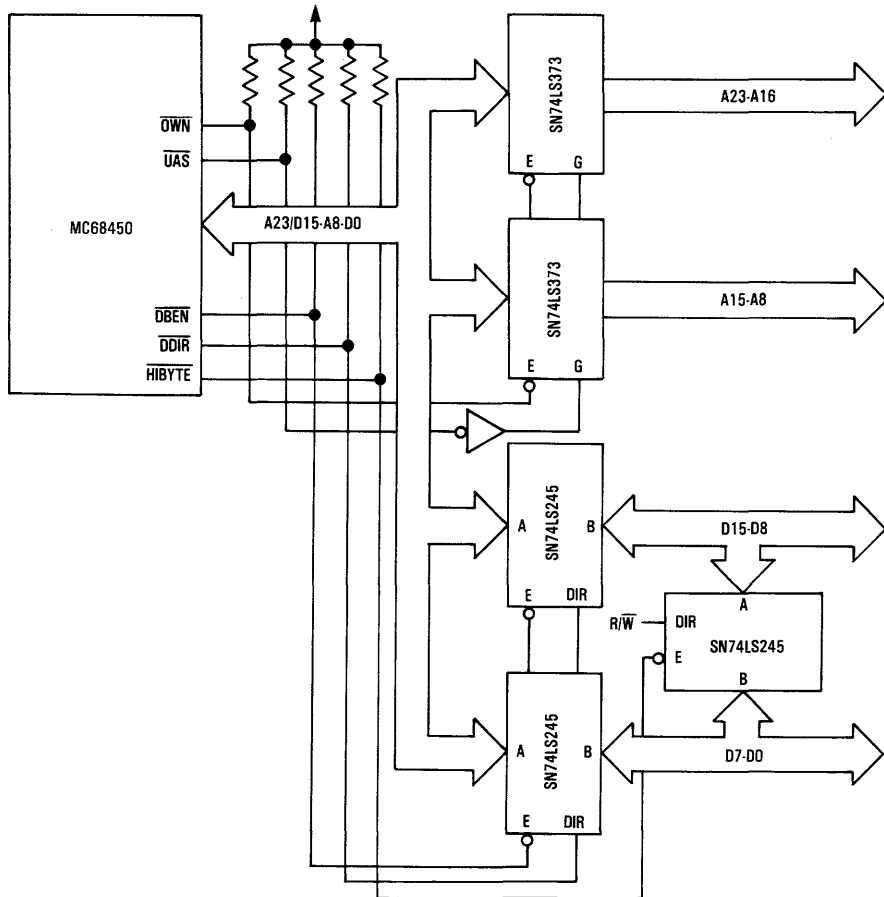 MC68450
OWN
UAS
A23/D15-A8-D0
DBEN
DDIR
HIBYTE
SN74LS373
E
G
A23-A16
SN74LS373
E
G
A15-A8
SN74LS245
A
B
E
DIR
D15-D8
A
R/W
DIR
SN74LS245
E
B
SN74LS245
A
B
E
DIR
D7-D0